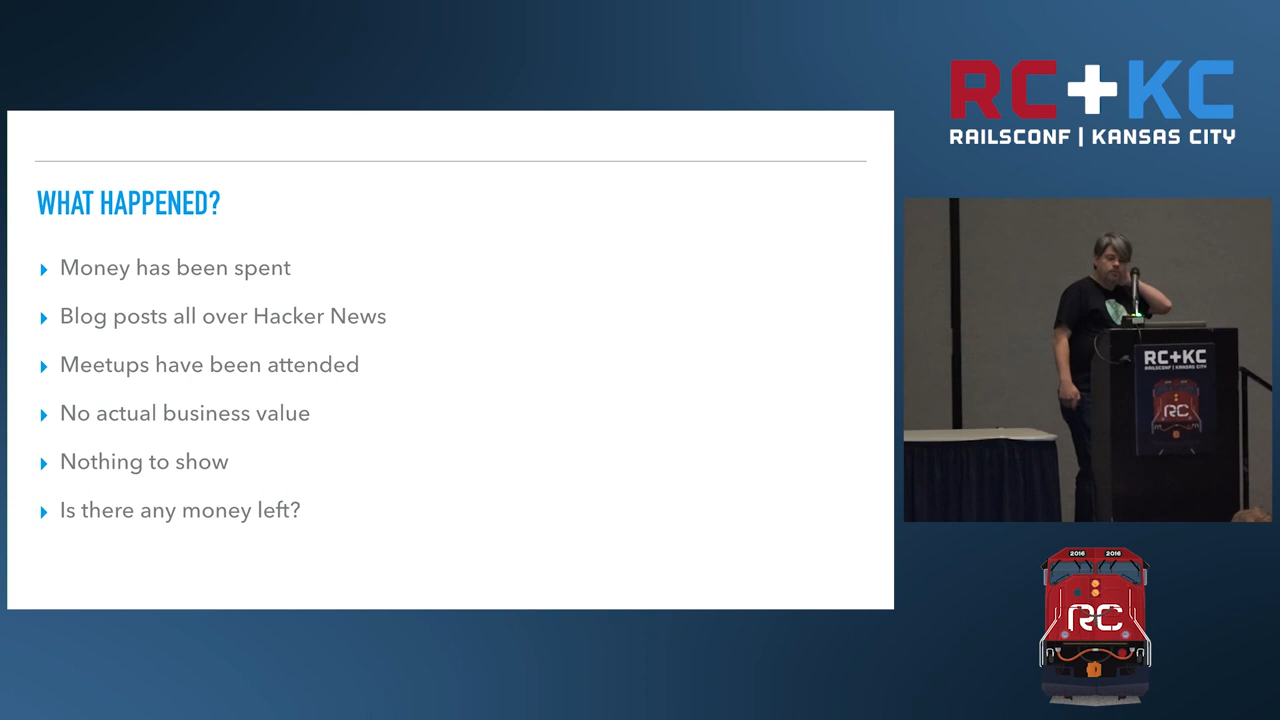 WHAT HAPPENED?
Money has been spent
Blog posts all over Hacker News
Meetups have been attended
No actual business value
Nothing to show
Is there any money left?
RC+KC
RAILSCONF | KANSAS CITY
RC+KC
RAILSCONF | KANSAS CITY
RC
2016 2016
RC